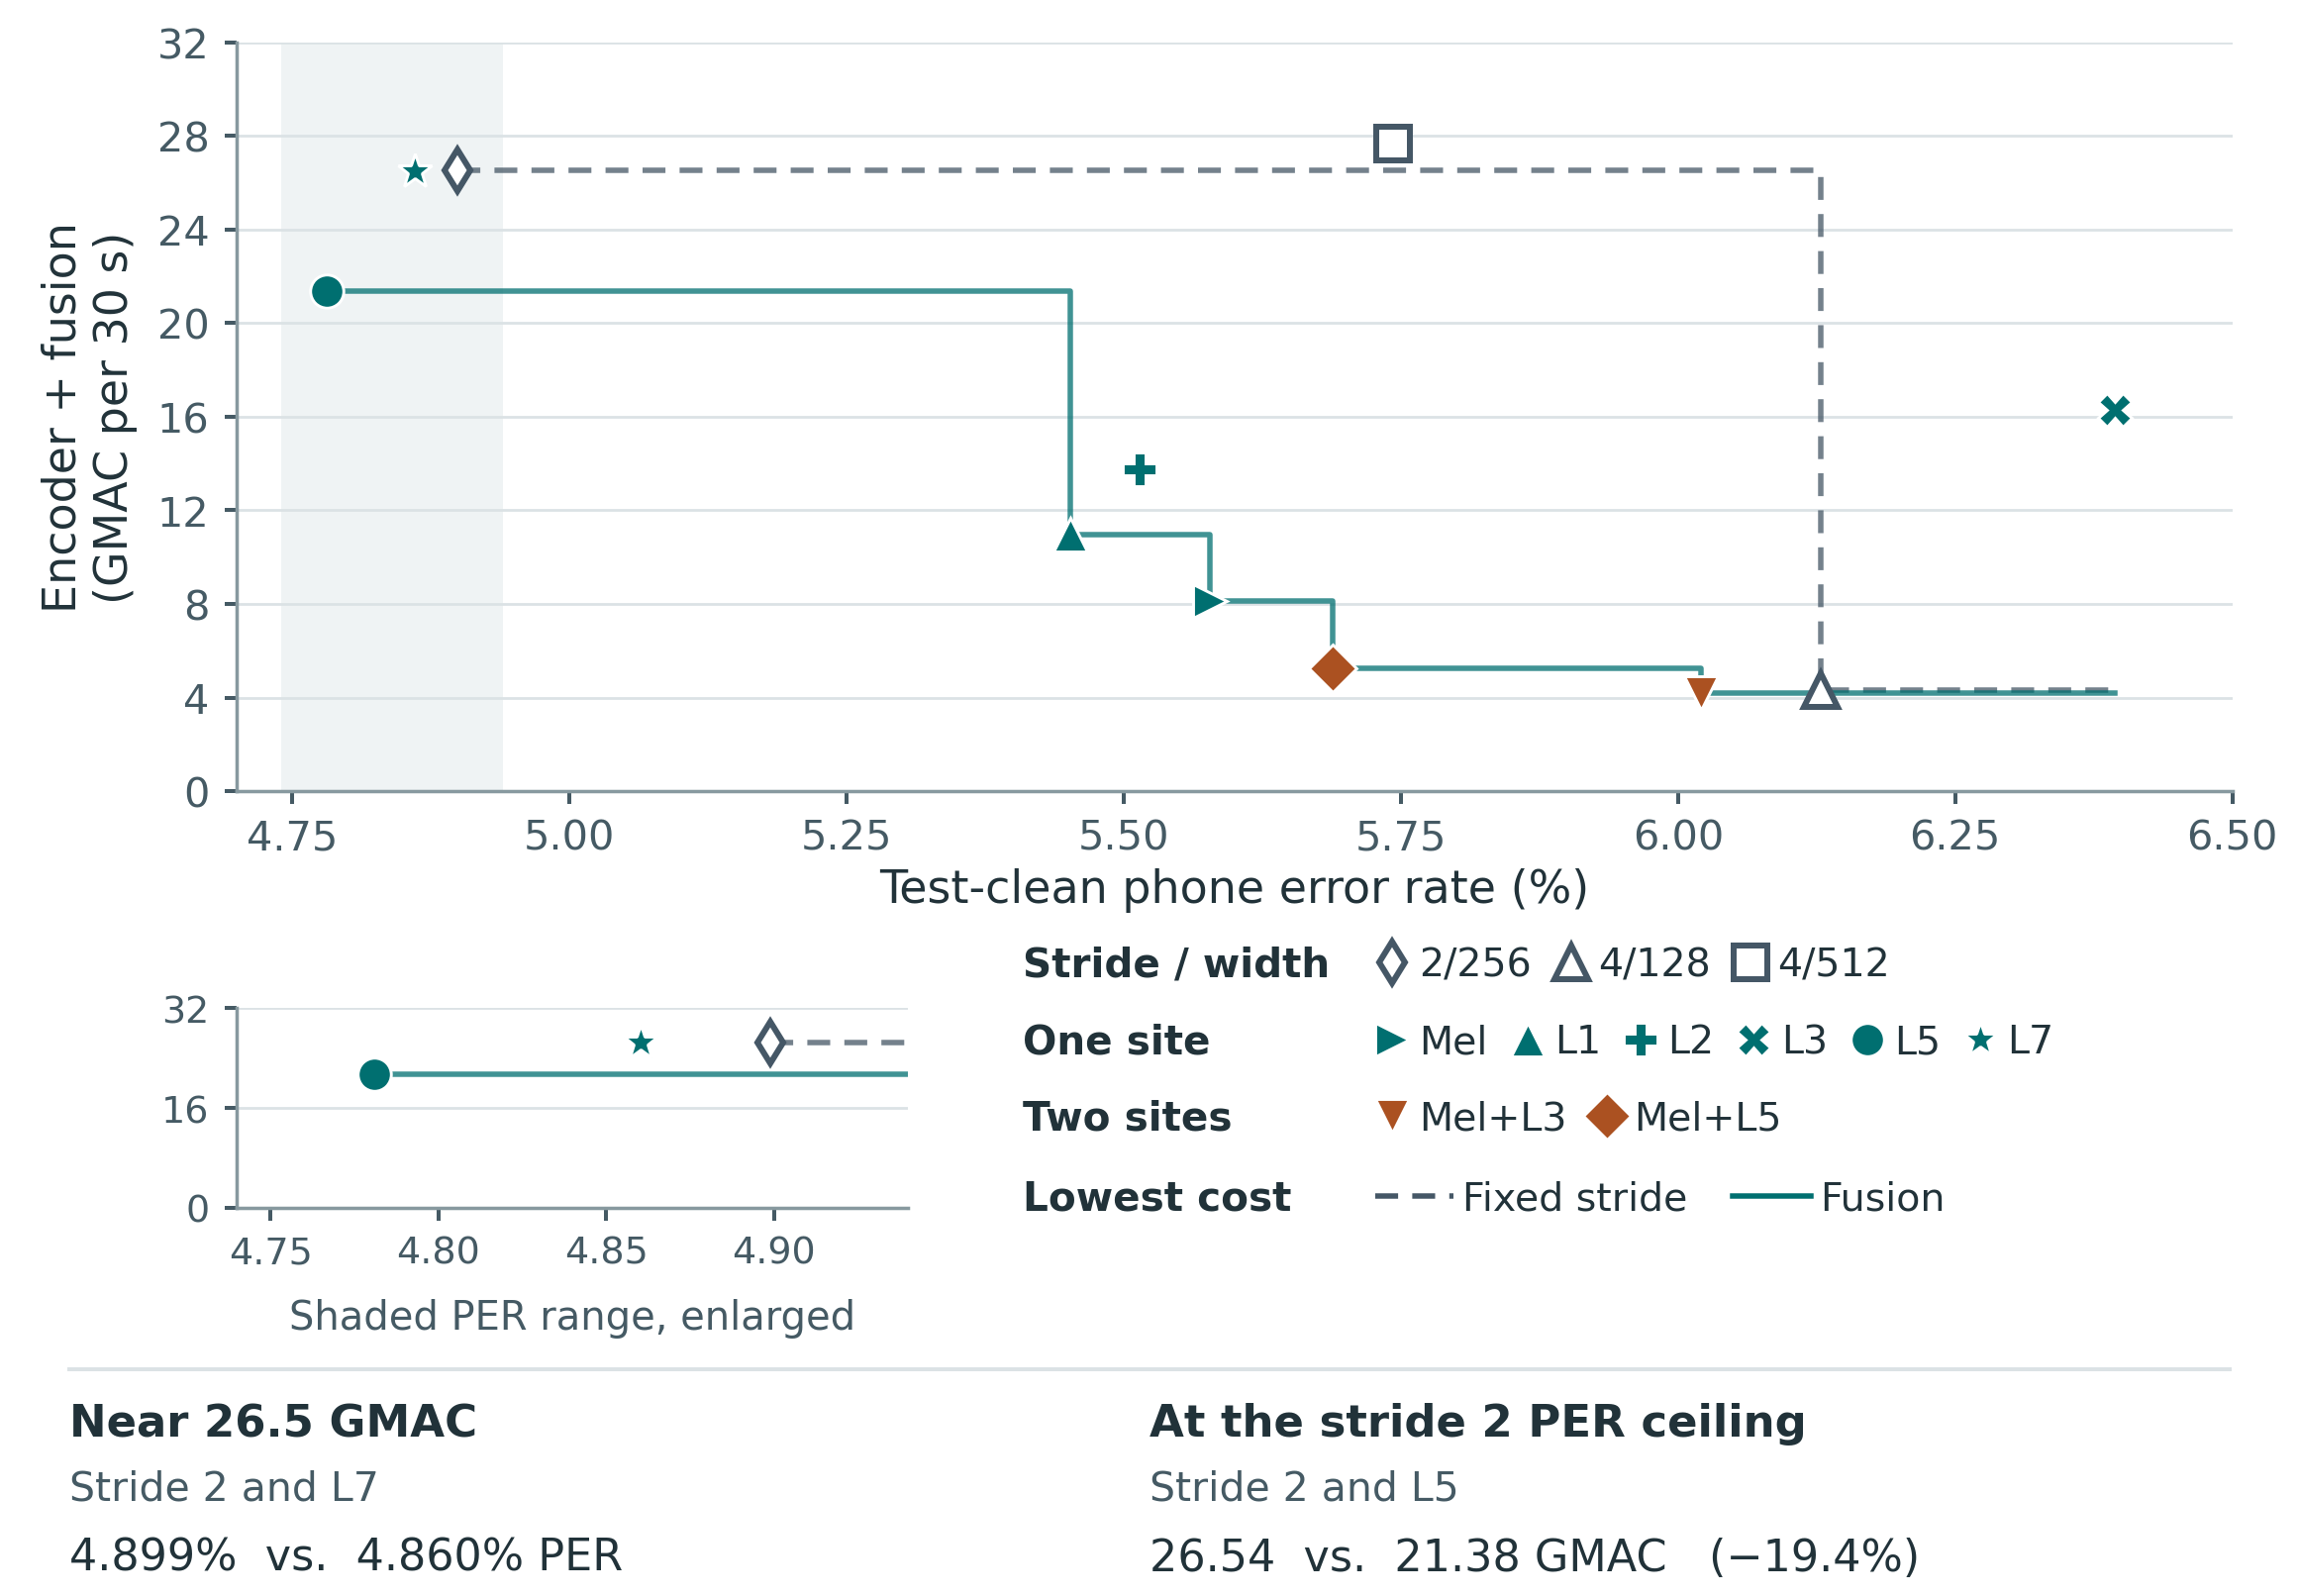 32
28
24
20
16
12
8
4
0
Encoder + fusion
(GMAC per 30 s)
4.75 5.00 5.25 5.50 5.75 6.00 6.25 6.50
Test-clean phone error rate (%)
32
16
0
4.75 4.80 4.85 4.90
Shaded PER range, enlarged
Stride / width 2/256 4/128 4/512
One site Mel L1 L2 L3 L5 L7
Two sites Mel+L3 Mel+L5
Lowest cost Fixed stride Fusion
Near 26.5 GMAC
Stride 2 and L7
4.899% vs. 4.860% PER
At the stride 2 PER ceiling
Stride 2 and L5
26.54 vs. 21.38 GMAC (−19.4%)